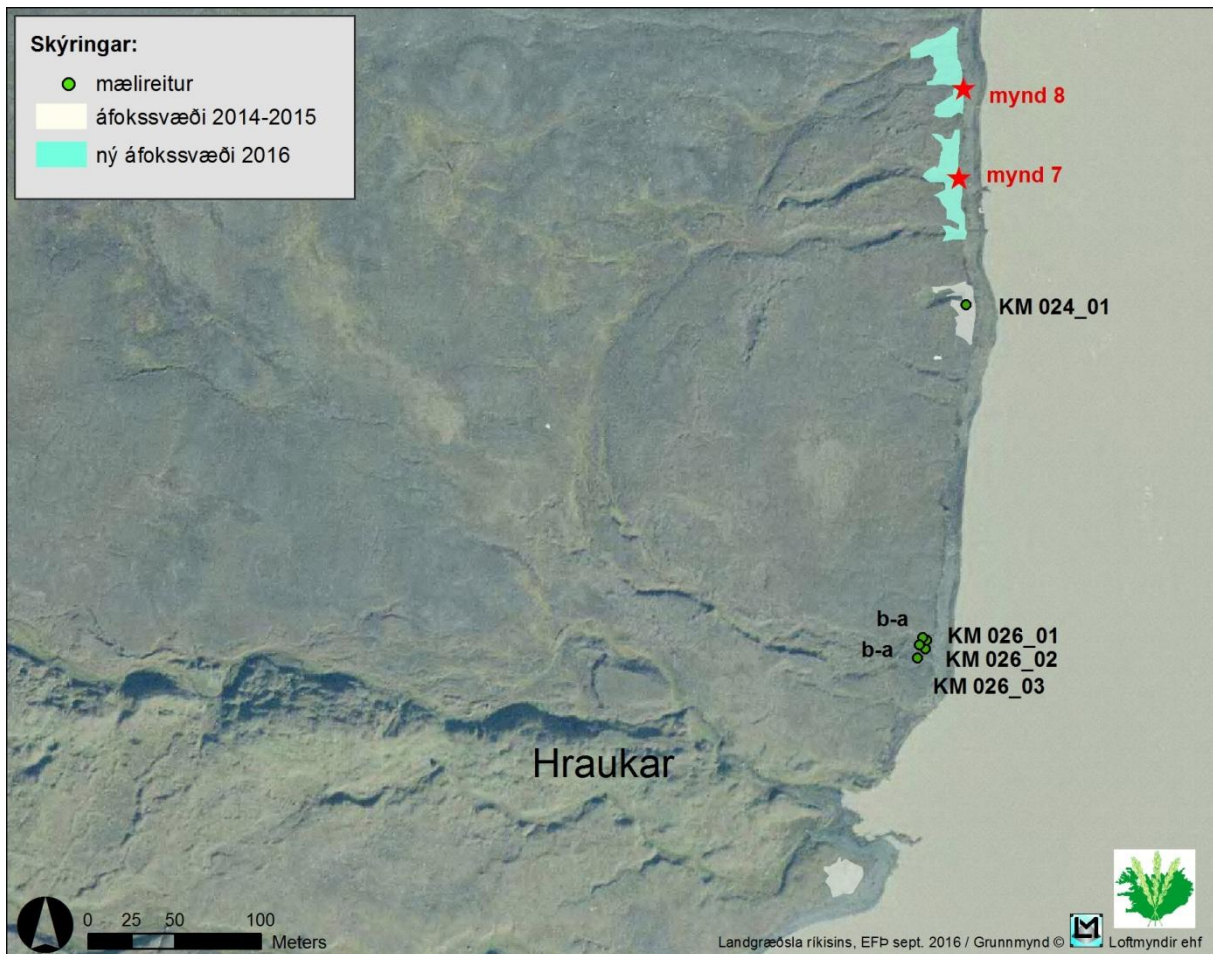 Skýringar:
mælireitur
áfokssvæði 2014-2015
ný áfokssvæði 2016
mynd 8
mynd 7
KM 024_01
b-a
KM 026_01
b-a
KM 026_02
KM 026_03
Hraukar
0 25 50 100
Meters
Landgræðsla ríkisins, EFÞ sept. 2016 / Grunnmynd © LM Loftmyndir ehf